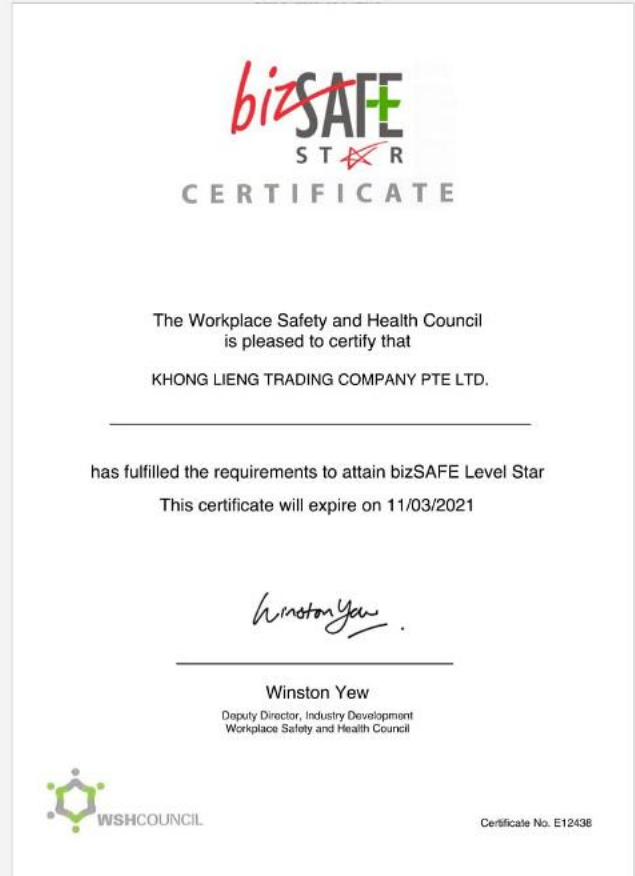 bizSAFE
STAR
CERTIFICATE
The Workplace Safety and Health Council
is pleased to certify that
KHONG LIENG TRADING COMPANY PTE LTD.
has fulfilled the requirements to attain bizSAFE Level Star
This certificate will expire on 11/03/2021
Winston Yew
Winston Yew
Deputy Director, Industry Development
Workplace Safety and Health Council
WSHCOUNCIL
Certificate No. E12438